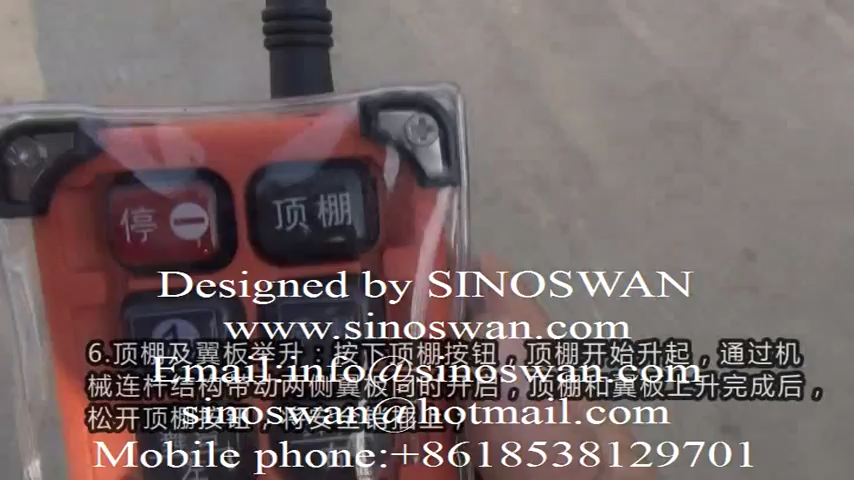 停
顶棚
Designed by SINOSWAN
www.sinoswan.com
6.顶棚及翼板举升：按下顶棚按钮，顶棚开始升起，通过机
Email:info@sinoswan.com
械连杆结构带动两侧翼板同时开启，顶棚和翼板上升完成后，
sinoswan@hotmail.com
松开顶棚按钮，
Mobile phone:+8618538129701